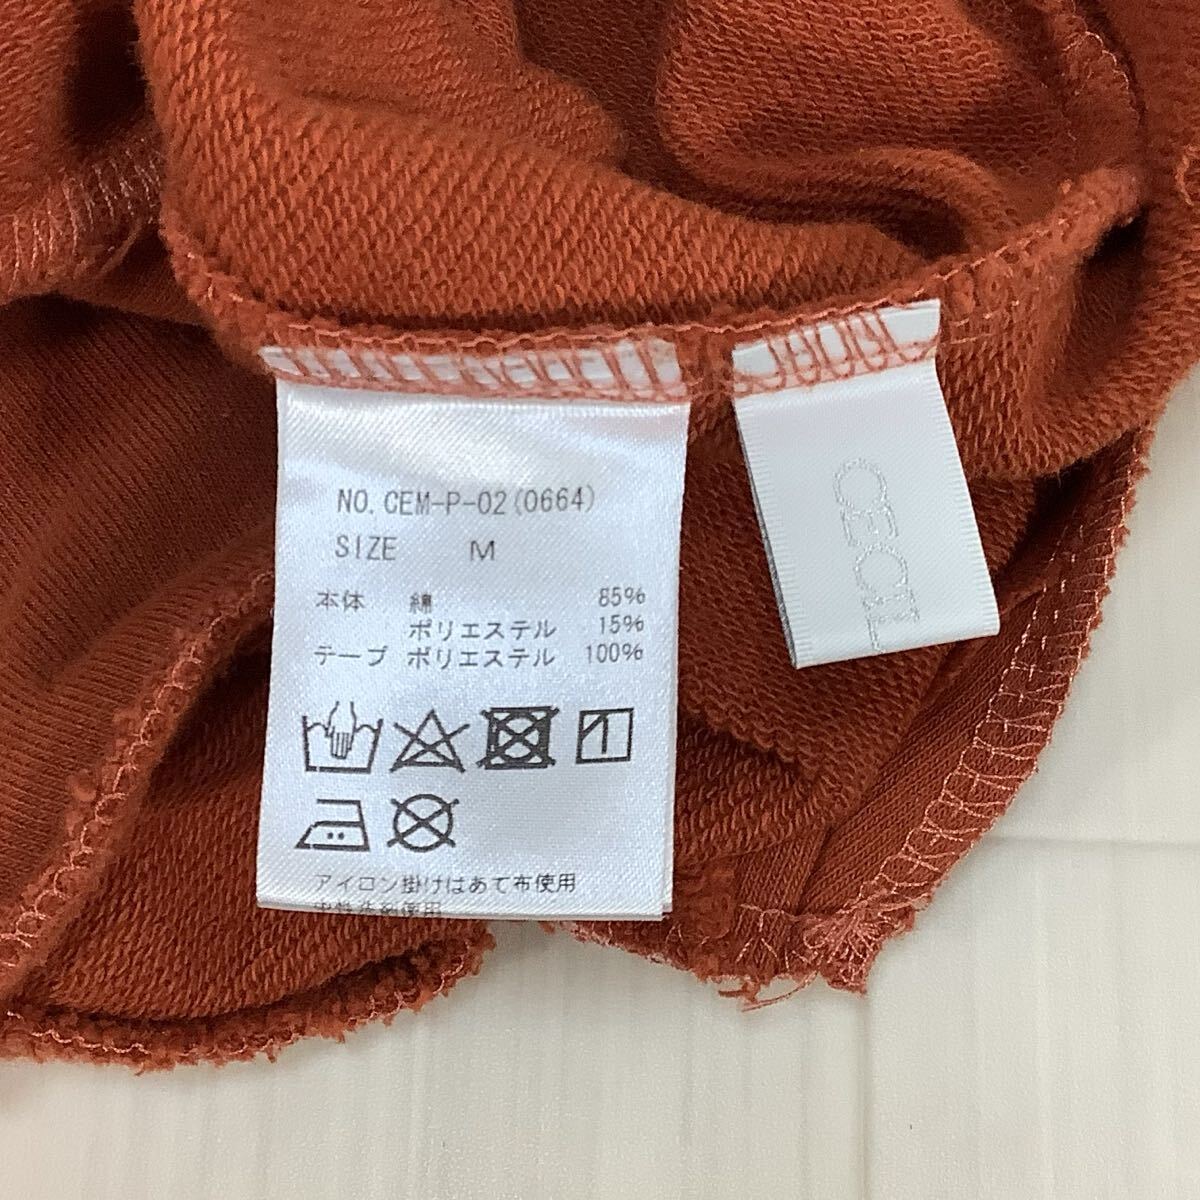 NO. CEM-P-02(0664)
SIZE M
本体 綿 85%
ポリエステル 15%
テープ ポリエステル 100%
アイロン掛けはあて布使用